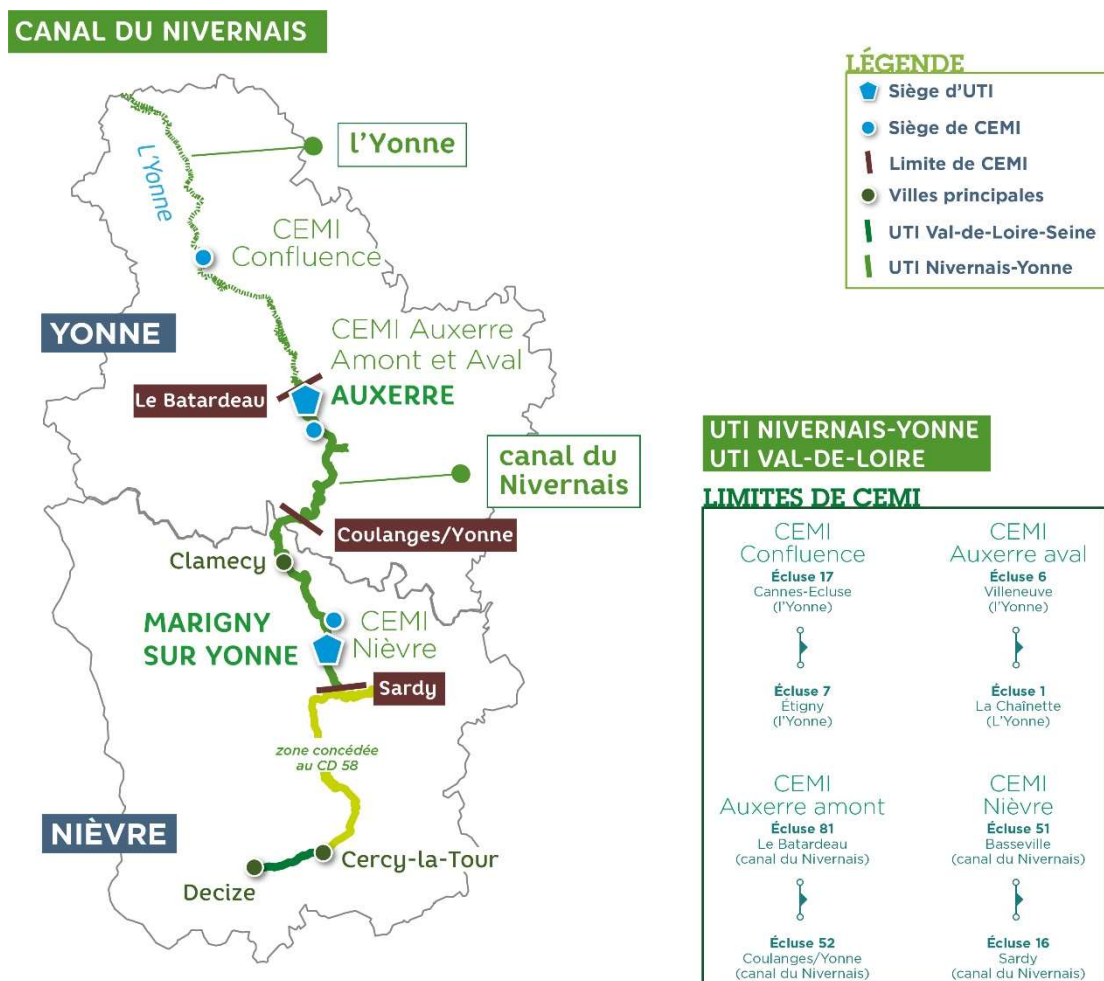 CANAL DU NIVERNAIS
LÉGENDE
Siège d'UTI
Siège de CEMI
Limite de CEMI
Villes principales
UTI Val-de-Loire-Seine
UTI Nivernais-Yonne
l'Yonne
L'Yonne
CEMI
Confluence
YONNE
CEMI Auxerre
Amont et Aval
Le Batardeau
AUXERRE
canal du
Nivernais
Coulanges/Yonne
Clamecy
MARIGNY
SUR YONNE
CEMI
Nièvre
Sardy
zone concédée
au CD 58
NIÈVRE
Cercy-la-Tour
Decize
UTI NIVERNAIS-YONNE
UTI VAL-DE-LOIRE
LIMITES DE CEMI
CEMI
Confluence
Écluse 17
Cannes-Ecluse
(l'Yonne)
Écluse 7
Étigny
(l'Yonne)
CEMI
Auxerre aval
Écluse 6
Villeneuve
(l'Yonne)
Écluse 1
La Chaînette
(L'Yonne)
CEMI
Auxerre amont
Écluse 81
Le Batardeau
(canal du Nivernais)
Écluse 52
Coulanges/Yonne
(canal du Nivernais)
CEMI
Nièvre
Écluse 51
Basseville
(canal du Nivernais)
Écluse 16
Sardy
(canal du Nivernais)